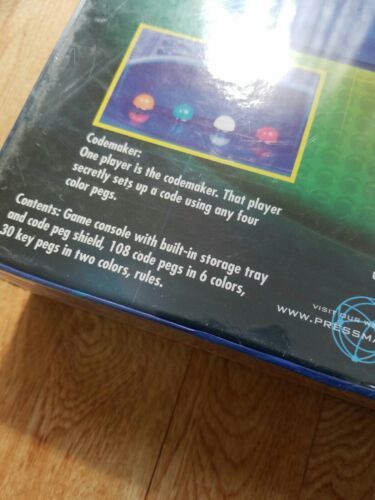 Codemaker:
One player is the codemaker. That player
secretly sets up a code using any four
color pegs.
Contents: Game console with built-in storage tray
and code peg shield, 108 code pegs in 6 colors,
30 key pegs in two colors, rules.
VISIT OUR W
WWW.PRESSMA